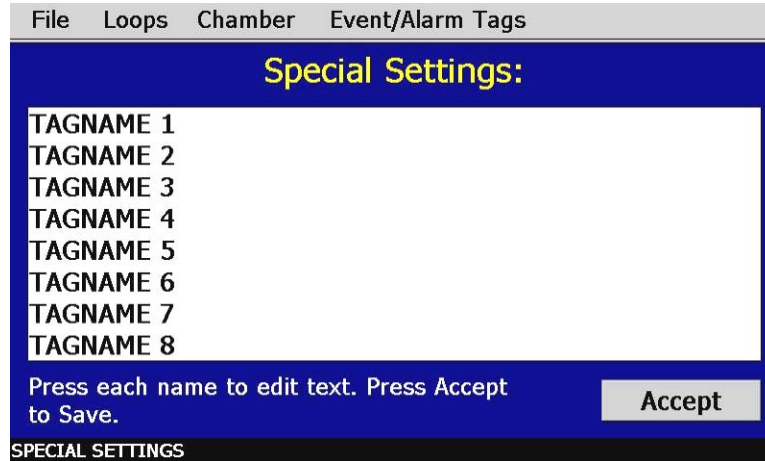 File Loops Chamber Event/Alarm Tags
Special Settings:
TAGNAME 1
TAGNAME 2
TAGNAME 3
TAGNAME 4
TAGNAME 5
TAGNAME 6
TAGNAME 7
TAGNAME 8
Press each name to edit text. Press Accept
to Save.
Accept
SPECIAL SETTINGS